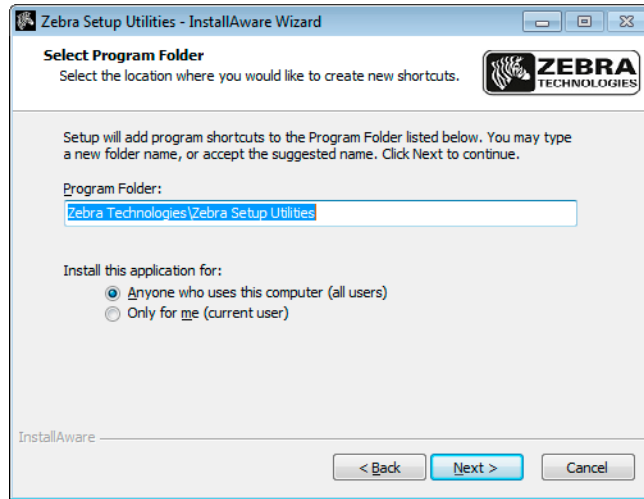 Zebra Setup Utilities - InstallAware Wizard
Select Program Folder
Select the location where you would like to create new shortcuts.
ZEBRA
TECHNOLOGIES
Setup will add program shortcuts to the Program Folder listed below. You may type
a new folder name, or accept the suggested name. Click Next to continue.
Program Folder:
Zebra Technologies\Zebra Setup Utilities
Install this application for:
Anyone who uses this computer (all users)
Only for me (current user)
InstallAware
< Back Next > Cancel